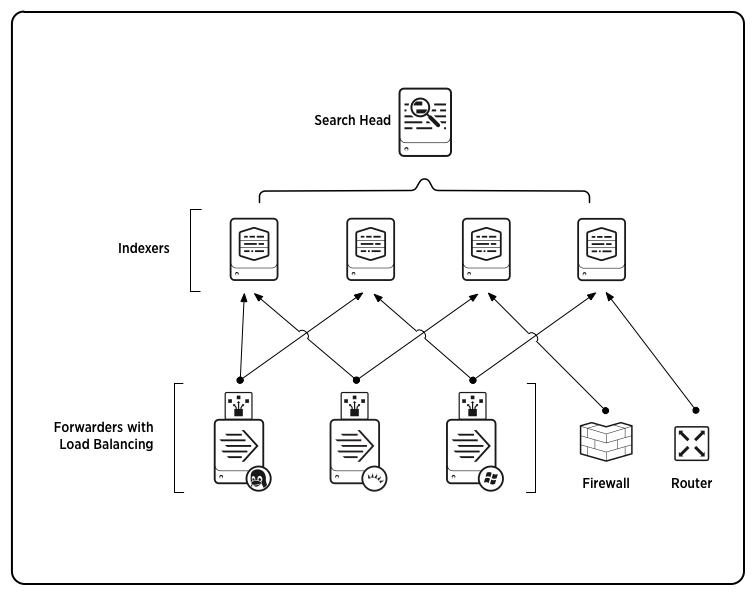 Search Head
Indexers
Forwarders with
Load Balancing
Firewall
Router